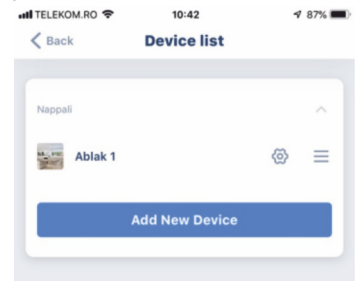 TELEKOM.RO 10:42 87%
Back Device list
Nappali
Ablak 1
Add New Device